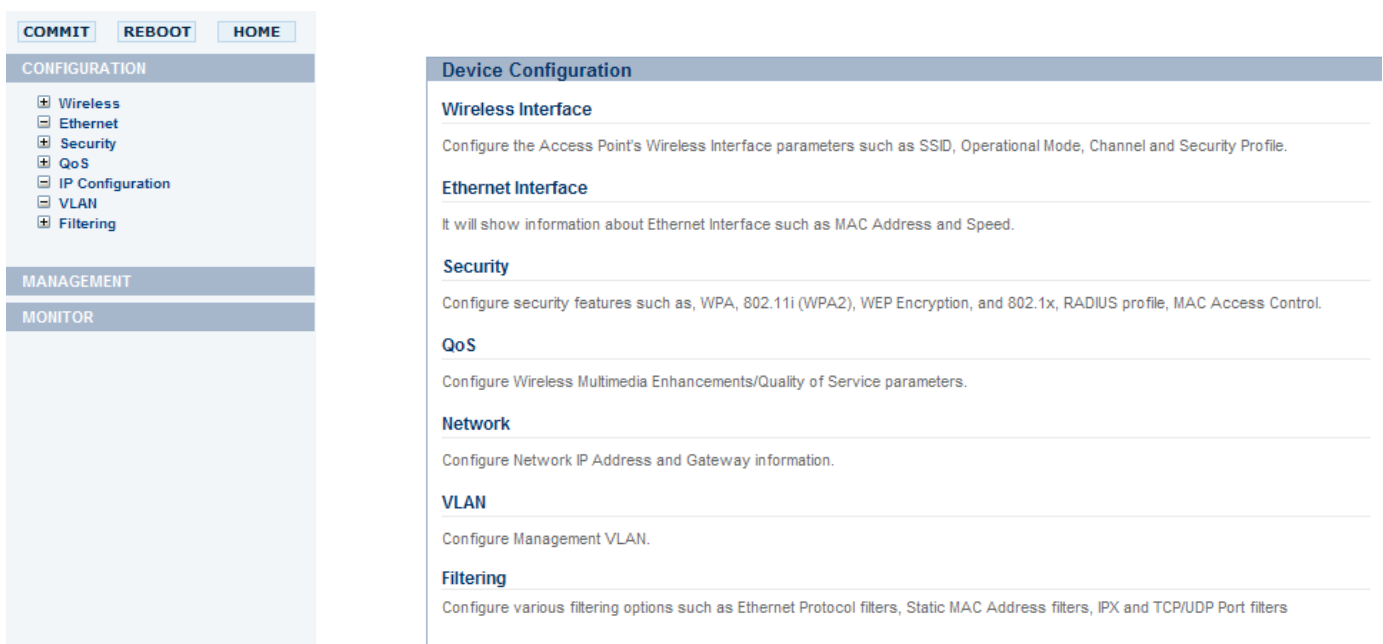 COMMIT REBOOT HOME
CONFIGURATION
Wireless
Ethernet
Security
QoS
IP Configuration
VLAN
Filtering
MANAGEMENT
MONITOR
Device Configuration
Wireless Interface
Configure the Access Point's Wireless Interface parameters such as SSID, Operational Mode, Channel and Security Profile.
Ethernet Interface
It will show information about Ethernet Interface such as MAC Address and Speed.
Security
Configure security features such as, WPA, 802.11i (WPA2), WEP Encryption, and 802.1x, RADIUS profile, MAC Access Control.
QoS
Configure Wireless Multimedia Enhancements/Quality of Service parameters.
Network
Configure Network IP Address and Gateway information.
VLAN
Configure Management VLAN.
Filtering
Configure various filtering options such as Ethernet Protocol filters, Static MAC Address filters, IPX and TCP/UDP Port filters